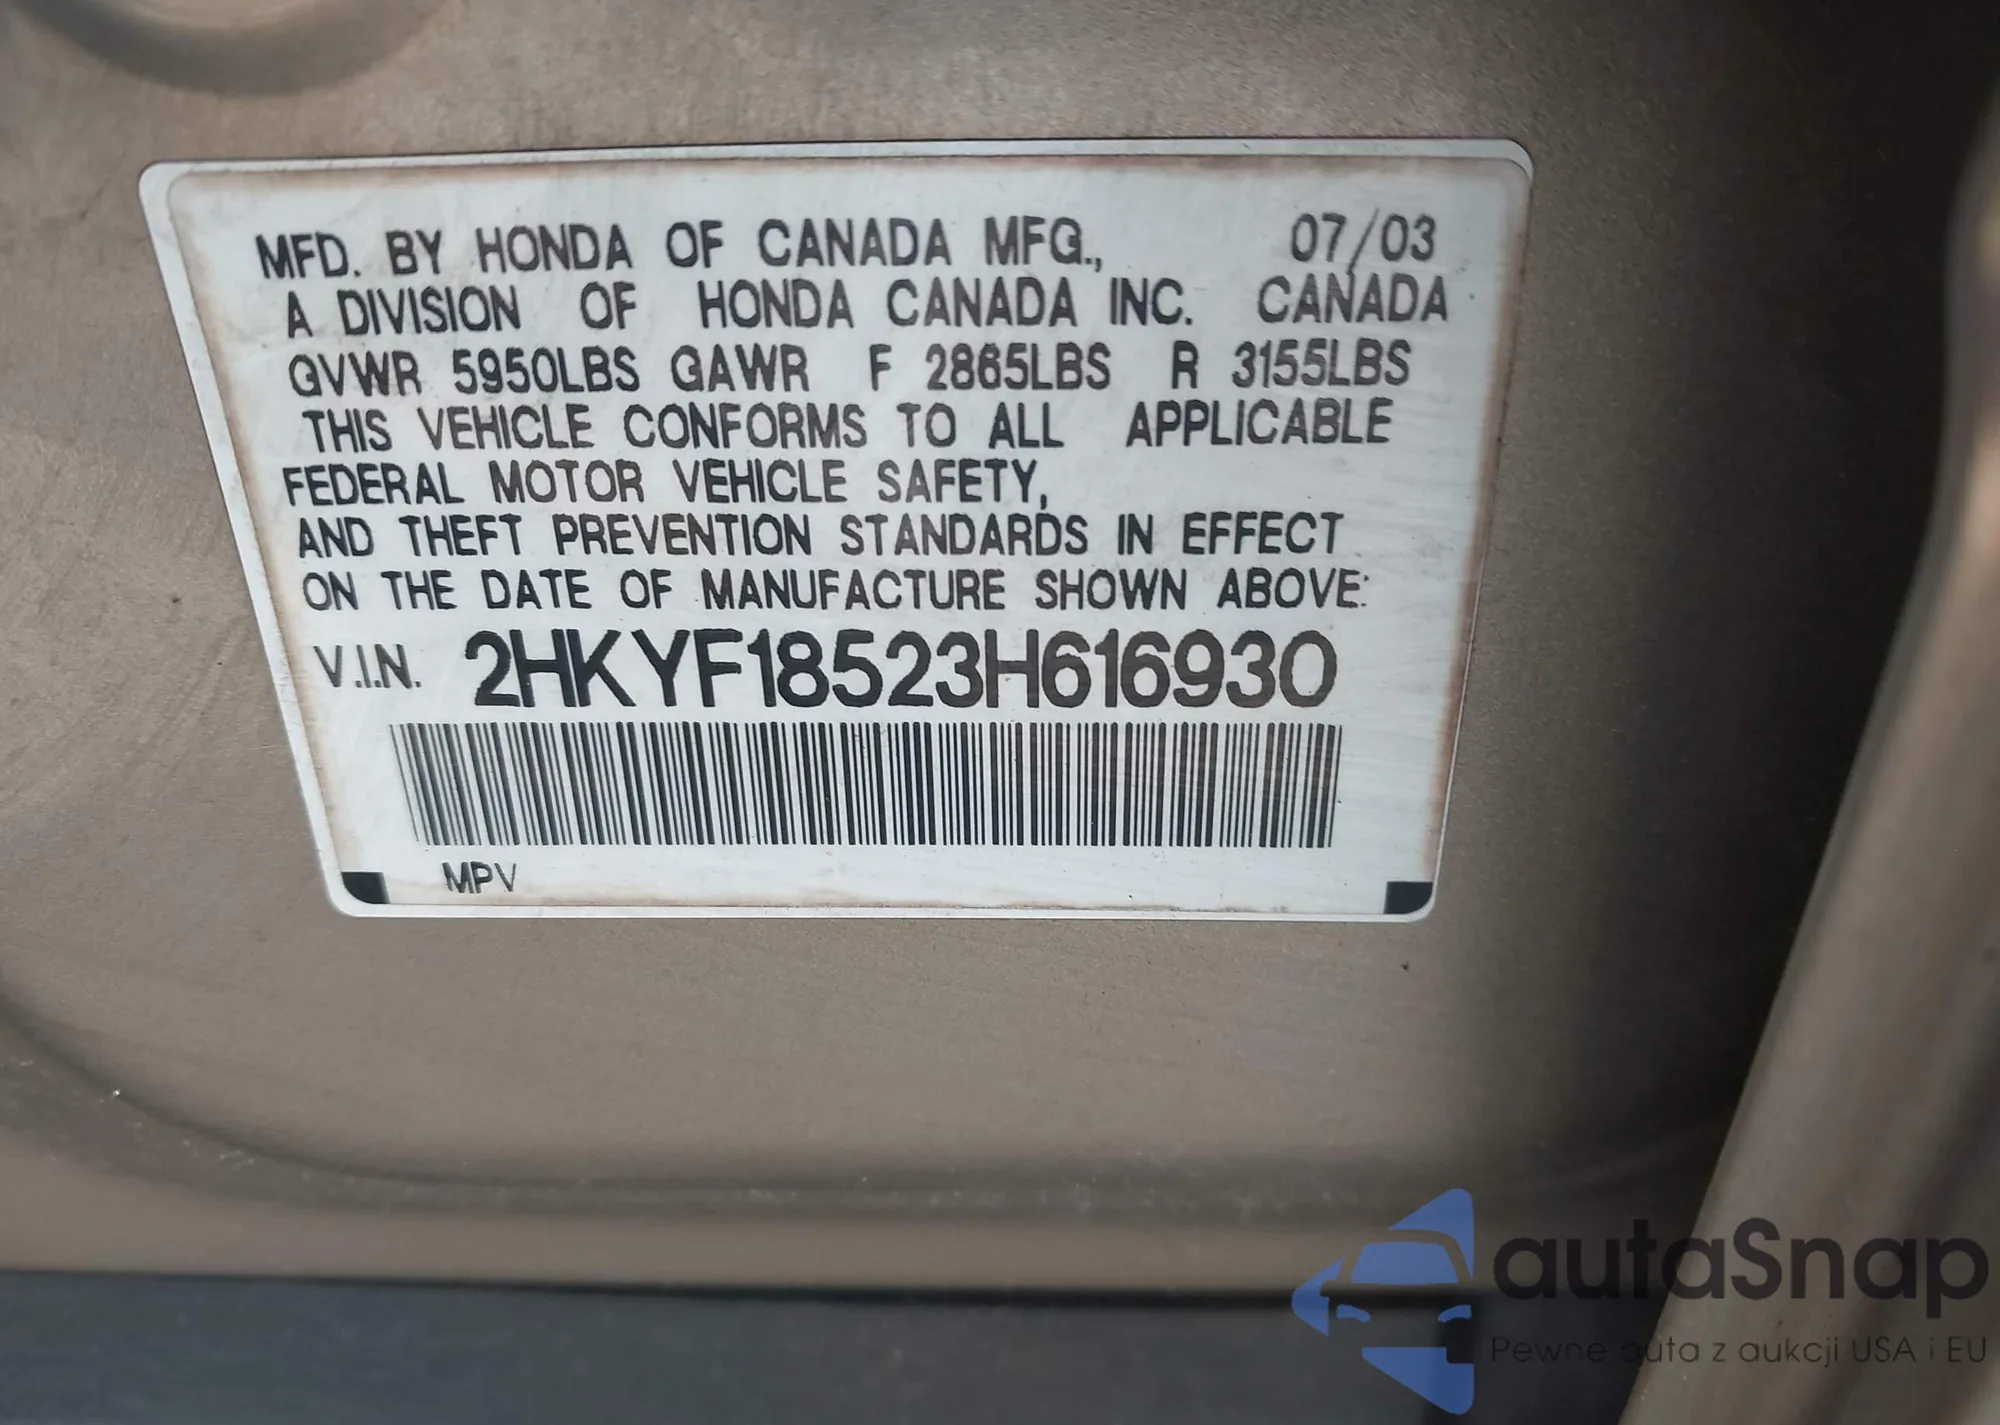 MFD. BY HONDA OF CANADA MFG., 07/03
A DIVISION OF HONDA CANADA INC. CANADA
GVWR 5950LBS GAWR F 2865LBS R 3155LBS
THIS VEHICLE CONFORMS TO ALL APPLICABLE
FEDERAL MOTOR VEHICLE SAFETY,
AND THEFT PREVENTION STANDARDS IN EFFECT
ON THE DATE OF MANUFACTURE SHOWN ABOVE:
V.I.N. 2HKYF18523H616930
MPV
autaSnap
Pewne auta z aukcji USA i EU